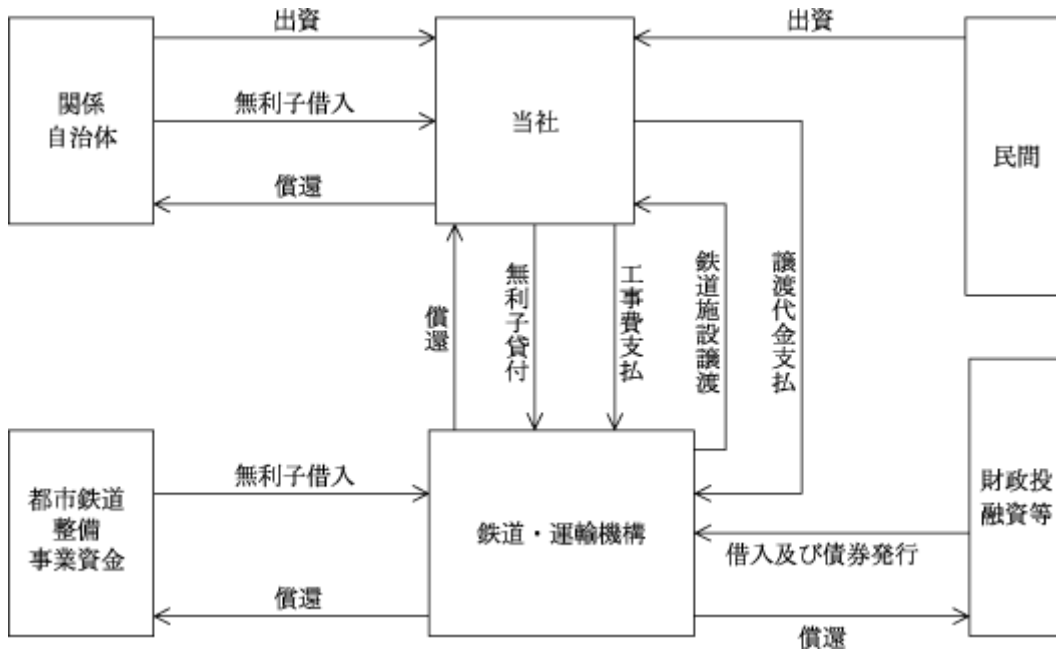 出資
出資
関係
自治体
無利子借入
当社
民間
償還
償還
無利子貸付
工事費支払
鉄道施設譲渡
譲渡代金支払
都市鉄道
整備
事業資金
無利子借入
鉄道・運輸機構
財政投
融資等
借入及び債券発行
償還
償還